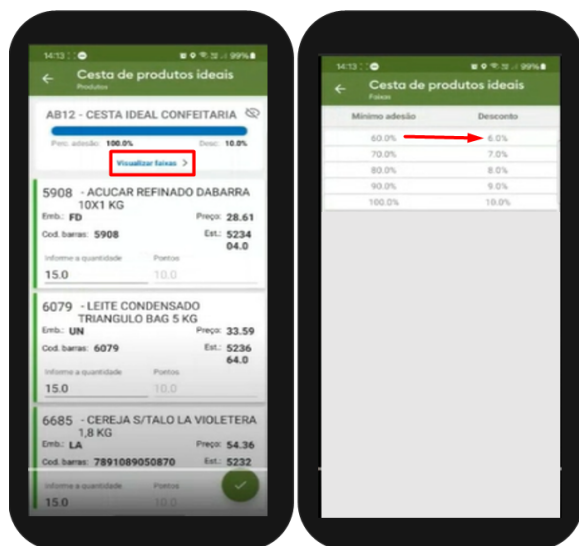 14:13
99%
Cesta de produtos ideais
Produtos
AB12 - CESTA IDEAL CONFEITARIA
Perc. adesão: 100.0% Desc: 10.0%
Visualizar faixas >
5908 - ACUCAR REFINADO DABARRA
10X1 KG
Emb.: FD Preço: 28.61
Cod. barras: 5908 Est.: 5234
04.0
Informe a quantidade Pontos
15.0 10.0
6079 - LEITE CONDENSADO
TRIANGULO BAG 5 KG
Emb.: UN Preço: 33.59
Cod. barras: 6079 Est.: 5236
64.0
Informe a quantidade Pontos
15.0 10.0
6685 - CEREJA S/TALO LA VIOLETERA
1,8 KG
Emb.: LA Preço: 54.36
Cod. barras: 7891089050870 Est.: 5232
Informe a quantidade Pontos
15.0 10.0
14:13
99%
Cesta de produtos ideais
Faixas
Mínimo adesão Desconto
60.0% 6.0%
70.0% 7.0%
80.0% 8.0%
90.0% 9.0%
100.0% 10.0%